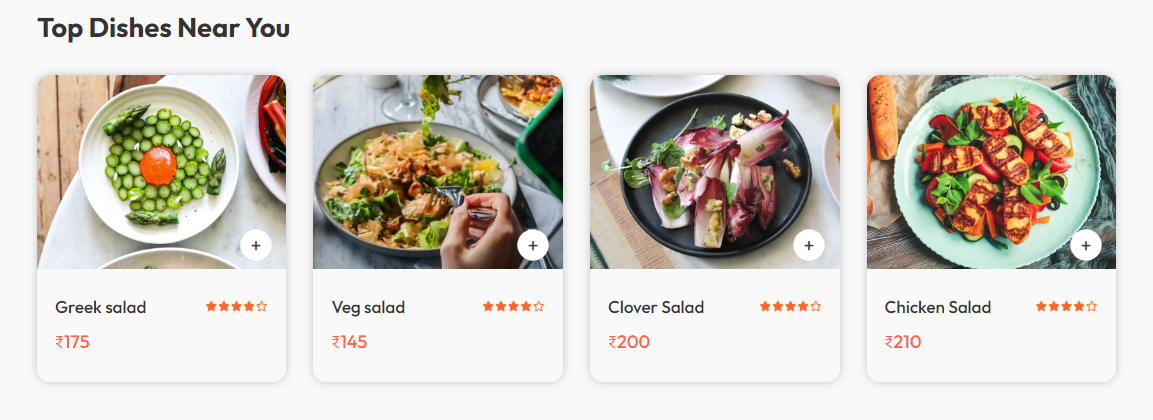 Top Dishes Near You
+
+
+
+
Greek salad
₹175
Veg salad
₹145
Clover Salad
₹200
Chicken Salad
₹210